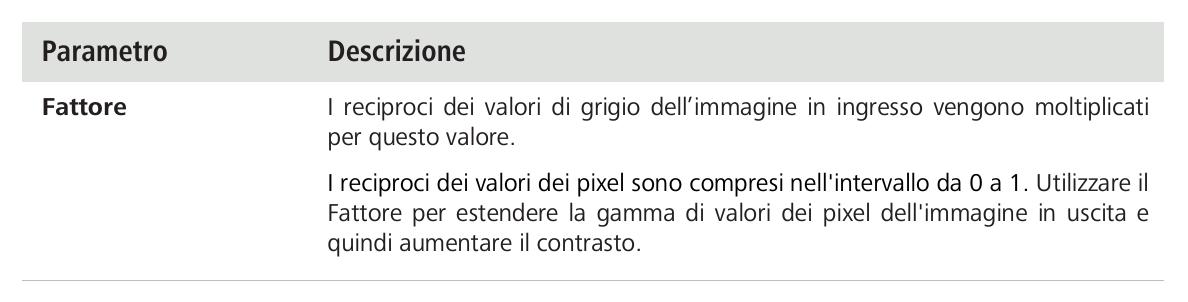 Parametro Descrizione
Fattore I reciproci dei valori di grigio dell’immagine in ingresso vengono moltiplicati
per questo valore.
I reciproci dei valori dei pixel sono compresi nell'intervallo da 0 a 1. Utilizzare il
Fattore per estendere la gamma di valori dei pixel dell'immagine in uscita e
quindi aumentare il contrasto.